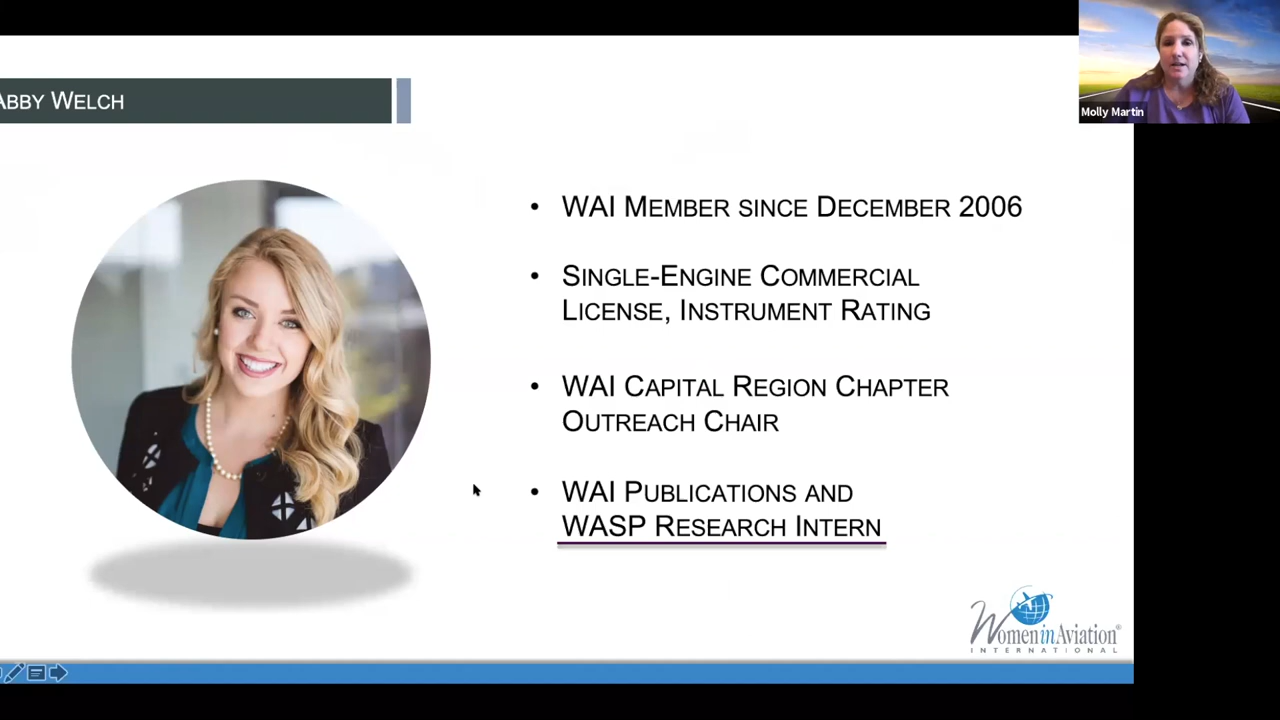 ABBY WELCH
Molly Martin
• WAI MEMBER SINCE DECEMBER 2006
• SINGLE-ENGINE COMMERCIAL
LICENSE, INSTRUMENT RATING
• WAI CAPITAL REGION CHAPTER
OUTREACH CHAIR
• WAI PUBLICATIONS AND
WASP RESEARCH INTERN
Women in Aviation®
INTERNATIONAL